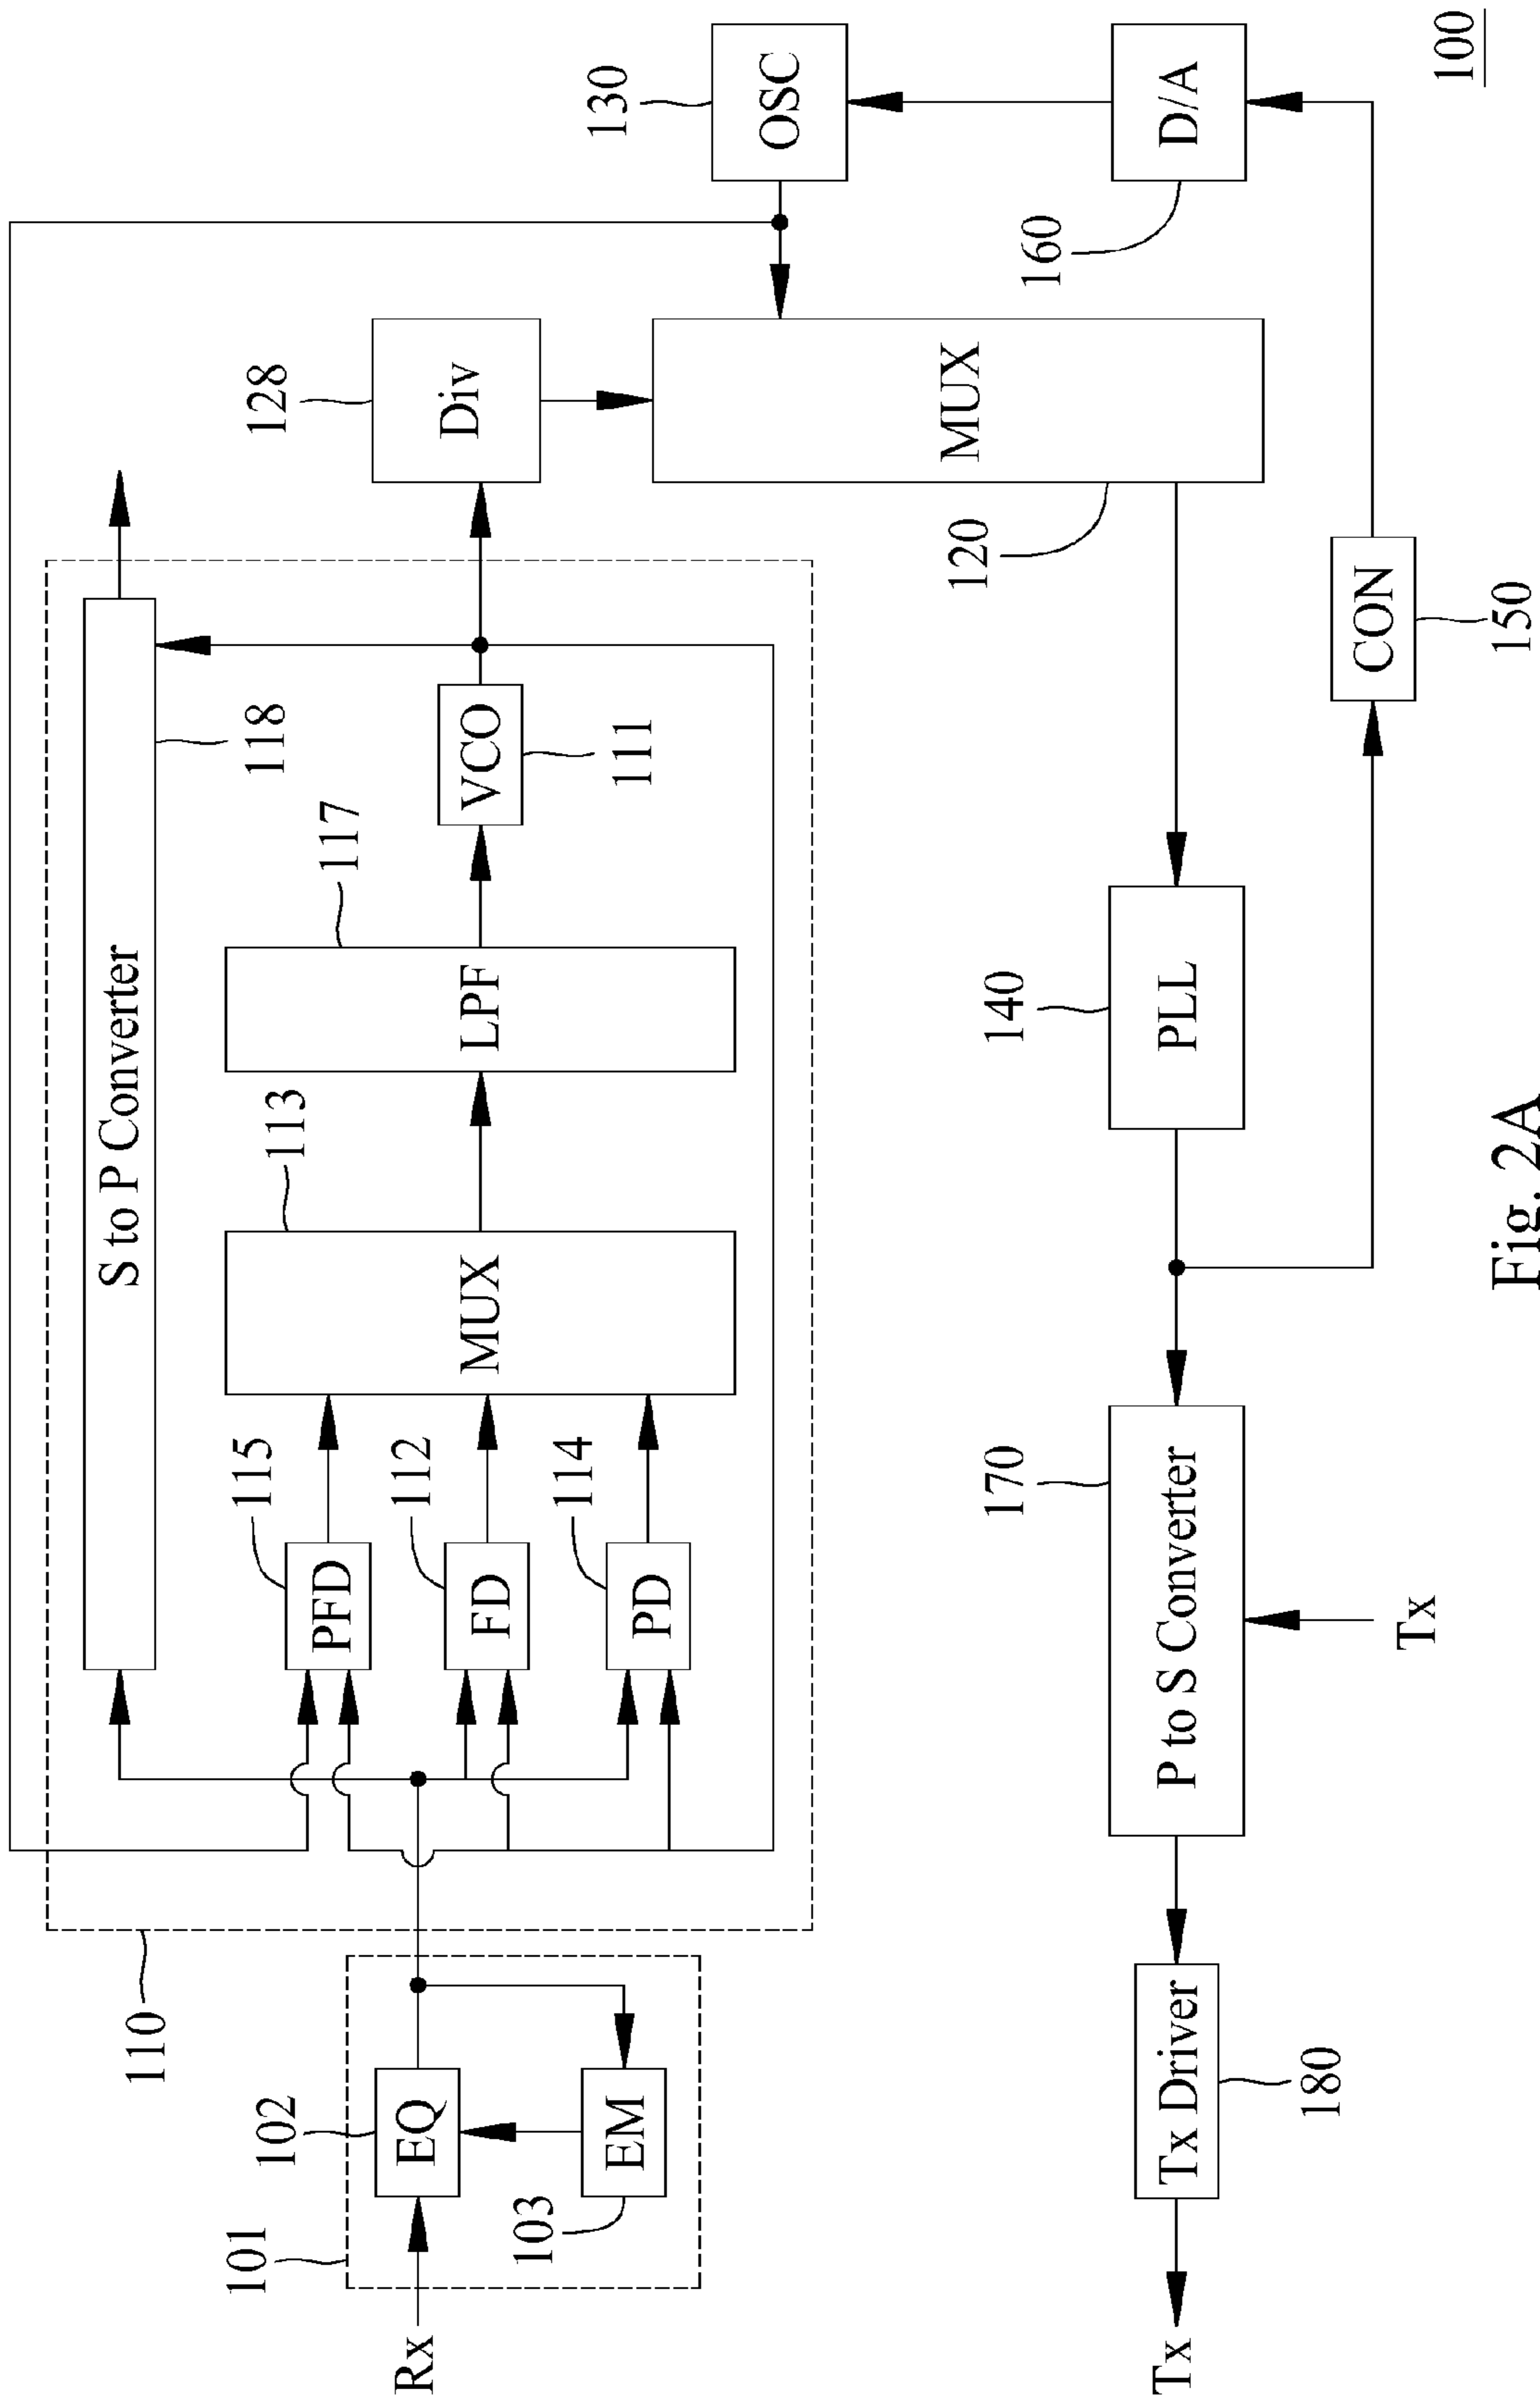 110
S to P Converter
118
115
PFD
113
MUX
117
LPF
VCO
111
128
Div
130
OSC
101
102
EQ
112
FD
103
EM
114
PD
Rx
120
MUX
160
D/A
140
PLL
170
P to S Converter
Tx Driver
180
Tx
Tx
CON
150
100
Fig. 2A